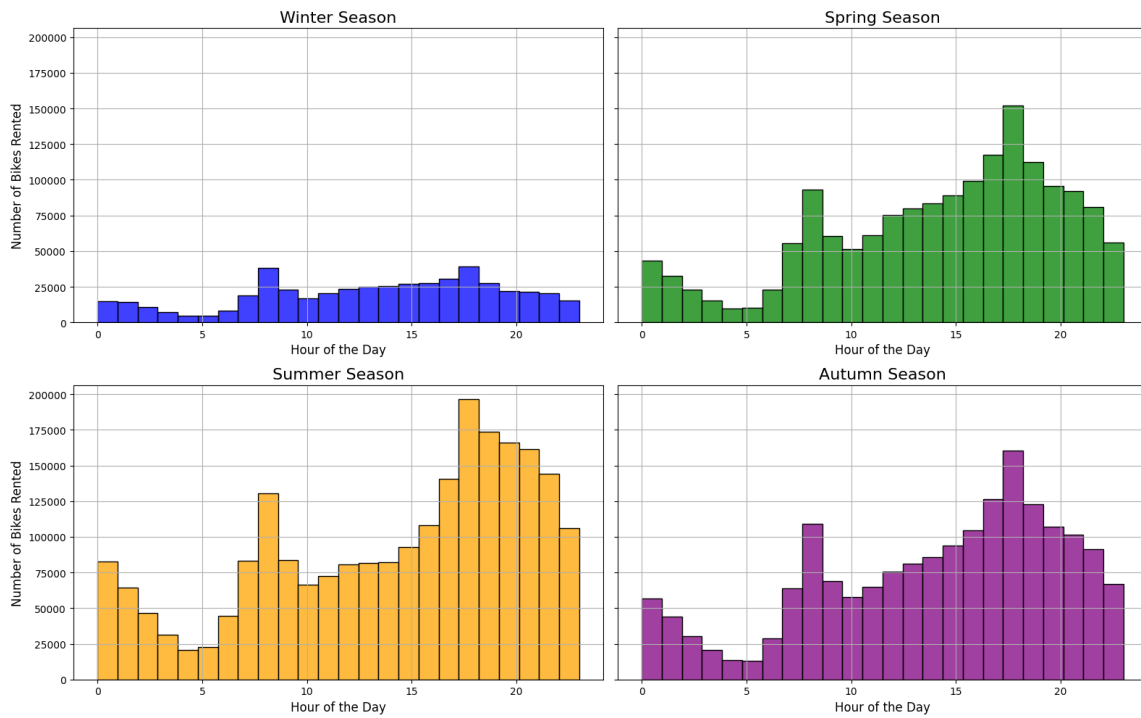 Winter Season
200000
175000
150000
125000
100000
75000
50000
25000
0
Number of Bikes Rented
0 5 10 15 20
Hour of the Day
Spring Season
0 5 10 15 20
Hour of the Day
Summer Season
200000
175000
150000
125000
100000
75000
50000
25000
0
Number of Bikes Rented
0 5 10 15 20
Hour of the Day
Autumn Season
0 5 10 15 20
Hour of the Day